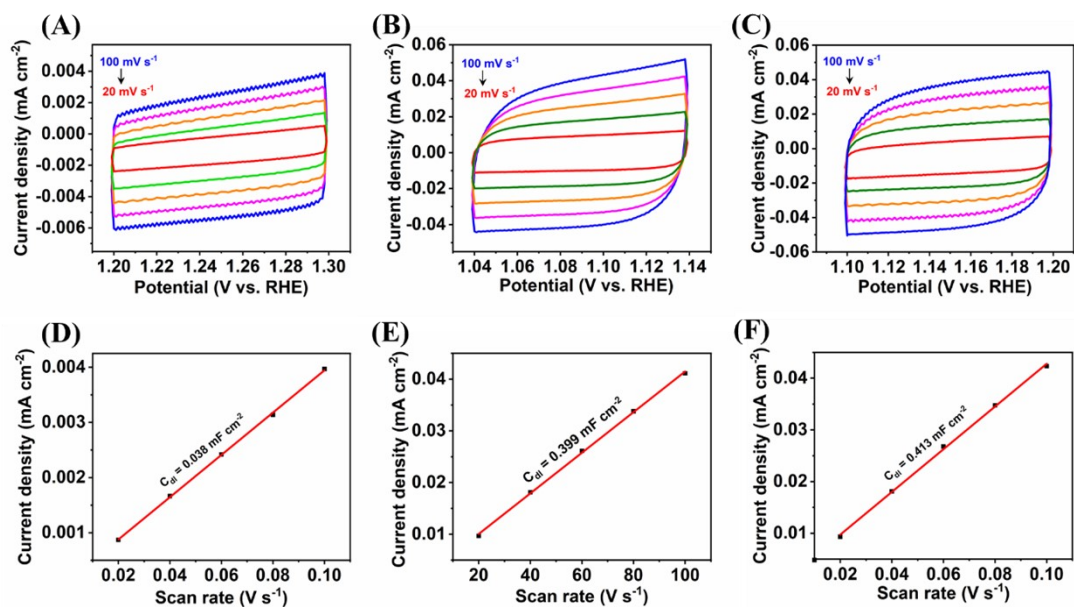 (A)
Current density (mA cm⁻²)
0.004
0.002
0.000
-0.002
-0.004
-0.006
100 mV s⁻¹
20 mV s⁻¹
1.20 1.22 1.24 1.26 1.28 1.30
Potential (V vs. RHE)
(B)
Current density (mA cm⁻²)
0.06
0.04
0.02
0.00
-0.02
-0.04
100 mV s⁻¹
20 mV s⁻¹
1.04 1.06 1.08 1.10 1.12 1.14
Potential (V vs. RHE)
(C)
Current density (mA cm⁻²)
0.06
0.04
0.02
0.00
-0.02
-0.04
-0.06
100 mV s⁻¹
20 mV s⁻¹
1.10 1.12 1.14 1.16 1.18 1.20
Potential (V vs. RHE)
(D)
Current density (mA cm⁻²)
0.004
0.003
0.002
0.001
C_dl = 0.038 mF cm⁻²
0.02 0.04 0.06 0.08 0.10
Scan rate (V s⁻¹)
(E)
Current density (mA cm⁻²)
0.04
0.03
0.02
0.01
C_dl = 0.399 mF cm⁻²
20 40 60 80 100
Scan rate (V s⁻¹)
(F)
Current density (mA cm⁻²)
0.04
0.03
0.02
0.01
C_dl = 0.413 mF cm⁻²
0.02 0.04 0.06 0.08 0.10
Scan rate (V s⁻¹)